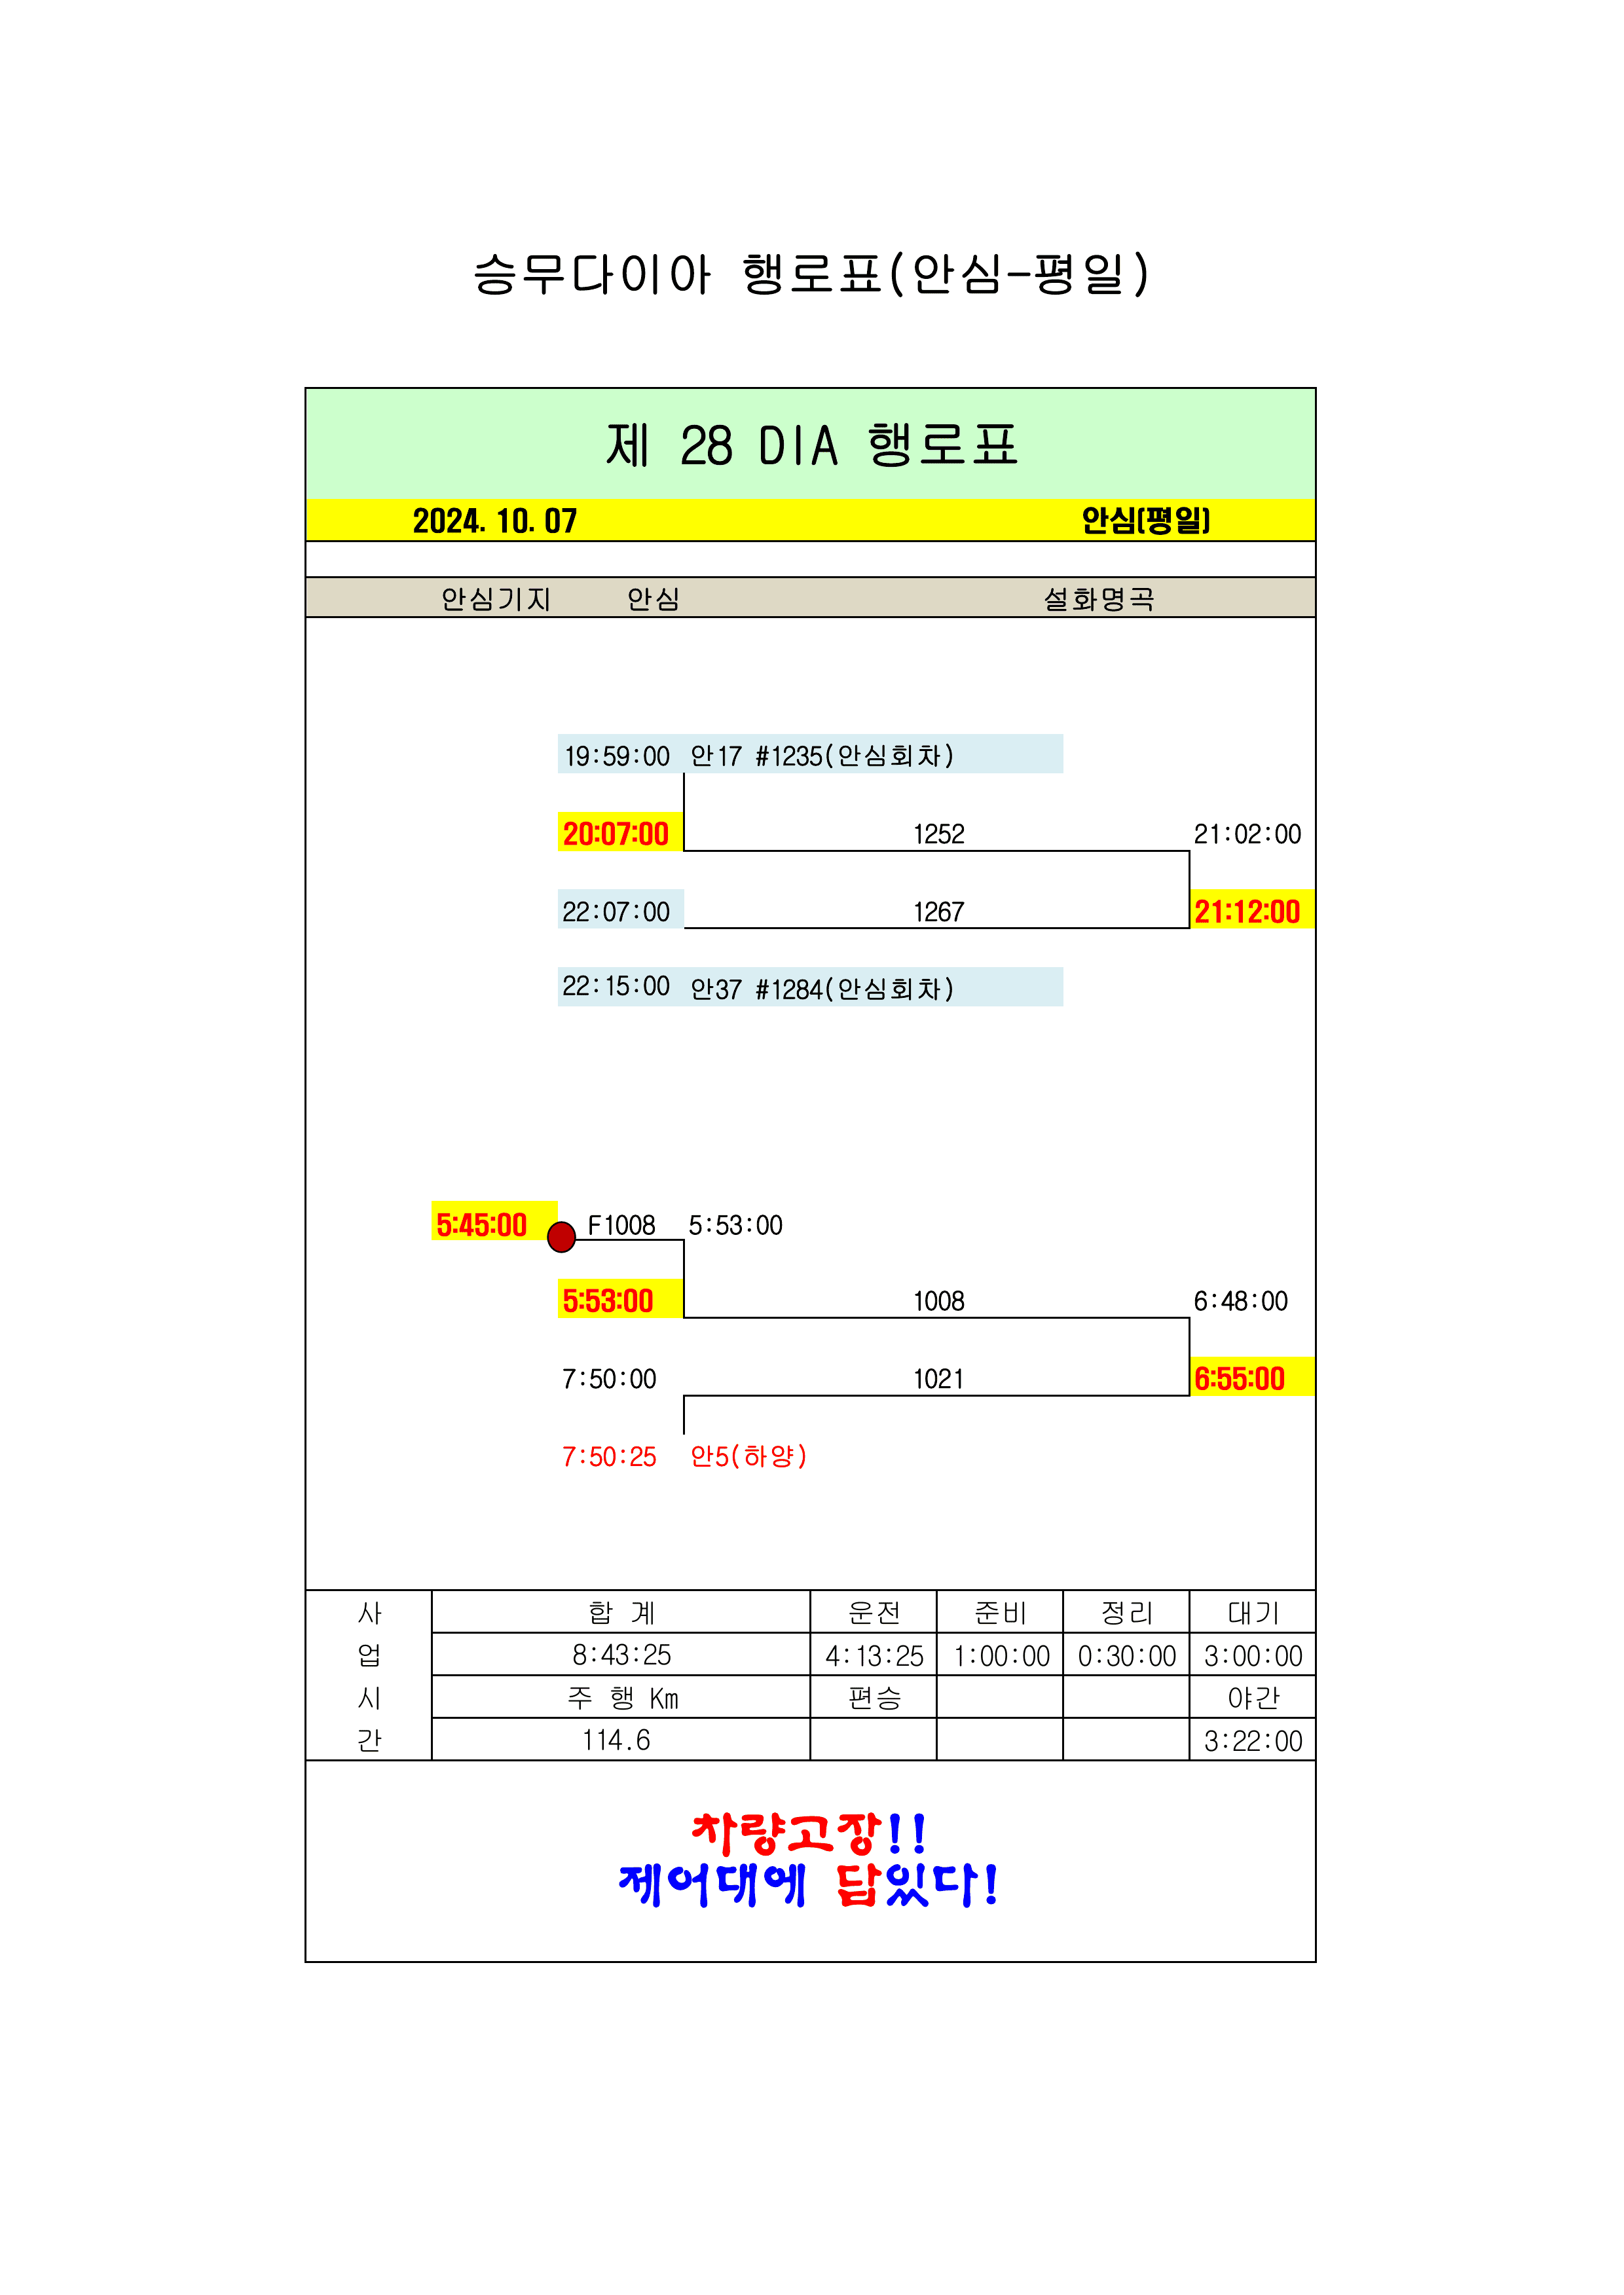 승무다이아 행로표(안심-평일)
제 28 DIA 행로표
2024. 10. 07 안심(평일)
안심기지 안심 설화명곡
19:59:00 안17 #1235(안심회차)
20:07:00 1252 21:02:00
22:07:00 1267 21:12:00
22:15:00 안37 #1284(안심회차)
5:45:00 F1008 5:53:00
5:53:00 1008 6:48:00
7:50:00 1021 6:55:00
7:50:25 안5(하양)
사 합 계 운전 준비 정리 대기
업 8:43:25 4:13:25 1:00:00 0:30:00 3:00:00
시 주 행 Km 편승 야간
간 114.6 3:22:00
차량고장!!
제어대에 답있다!